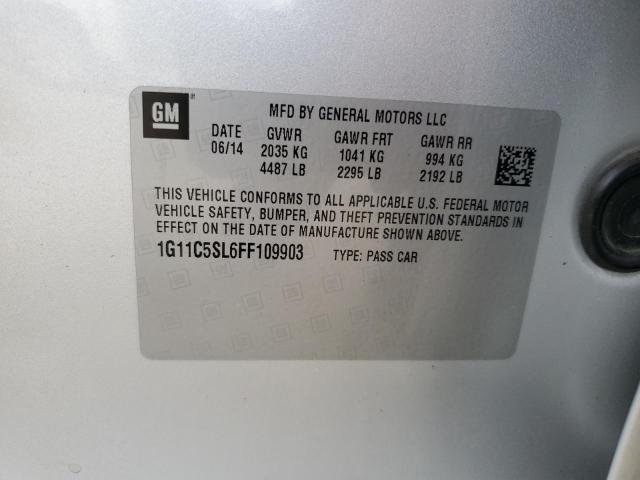 GM
MFD BY GENERAL MOTORS LLC
DATE GVWR GAWR FRT GAWR RR
06/14 2035 KG 1041 KG 994 KG
4487 LB 2295 LB 2192 LB
THIS VEHICLE CONFORMS TO ALL APPLICABLE U.S. FEDERAL MOTOR
VEHICLE SAFETY, BUMPER, AND THEFT PREVENTION STANDARDS IN
EFFECT ON THE DATE OF MANUFACTURE SHOWN ABOVE.
1G11C5SL6FF109903 TYPE: PASS CAR